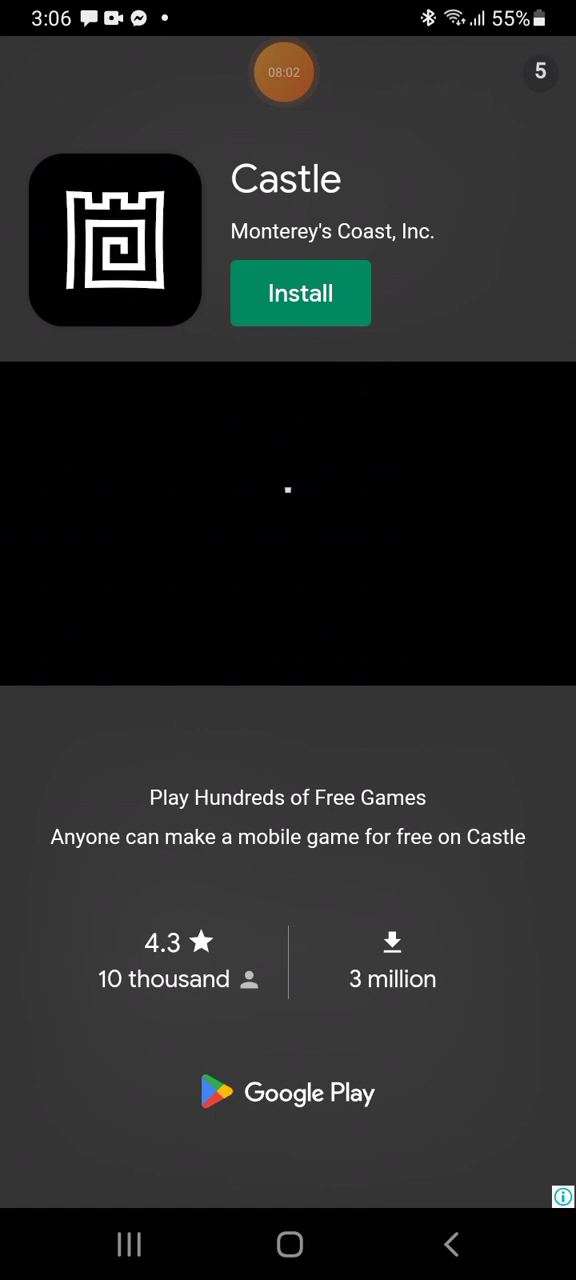 3:06
55%
08:02
5
Castle
Monterey's Coast, Inc.
Install
Play Hundreds of Free Games
Anyone can make a mobile game for free on Castle
4.3
10 thousand
3 million
Google Play